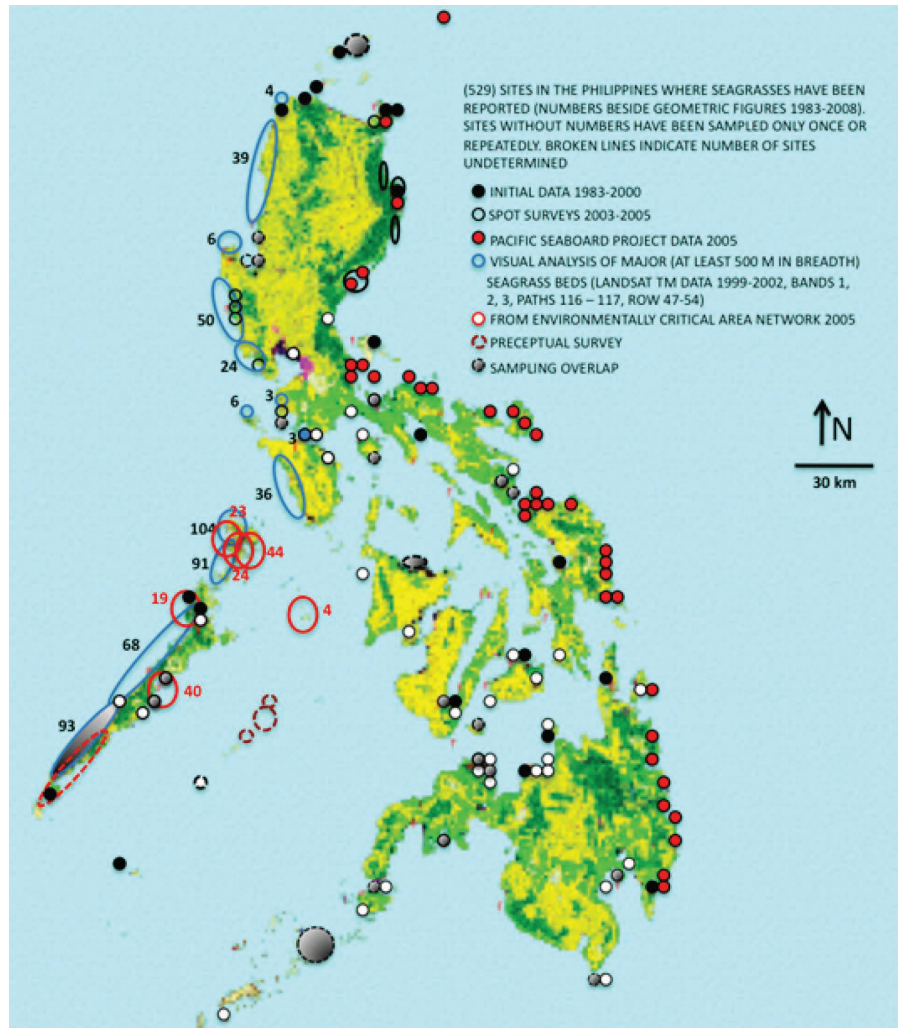 (529) SITES IN THE PHILIPPINES WHERE SEAGRASSES HAVE BEEN
REPORTED (NUMBERS BESIDE GEOMETRIC FIGURES 1983-2008).
SITES WITHOUT NUMBERS HAVE BEEN SAMPLED ONLY ONCE OR
REPEATEDLY. BROKEN LINES INDICATE NUMBER OF SITES
UNDETERMINED
INITIAL DATA 1983-2000
SPOT SURVEYS 2003-2005
PACIFIC SEABOARD PROJECT DATA 2005
VISUAL ANALYSIS OF MAJOR (AT LEAST 500 M IN BREADTH)
SEAGRASS BEDS (LANDSAT TM DATA 1999-2002, BANDS 1,
2, 3, PATHS 116 – 117, ROW 47-54)
FROM ENVIRONMENTALLY CRITICAL AREA NETWORK 2005
PRECEPTUAL SURVEY
SAMPLING OVERLAP
N
30 km
4
39
6
50
24
3
6
3
36
23
104
44
91
24
19
4
68
40
93